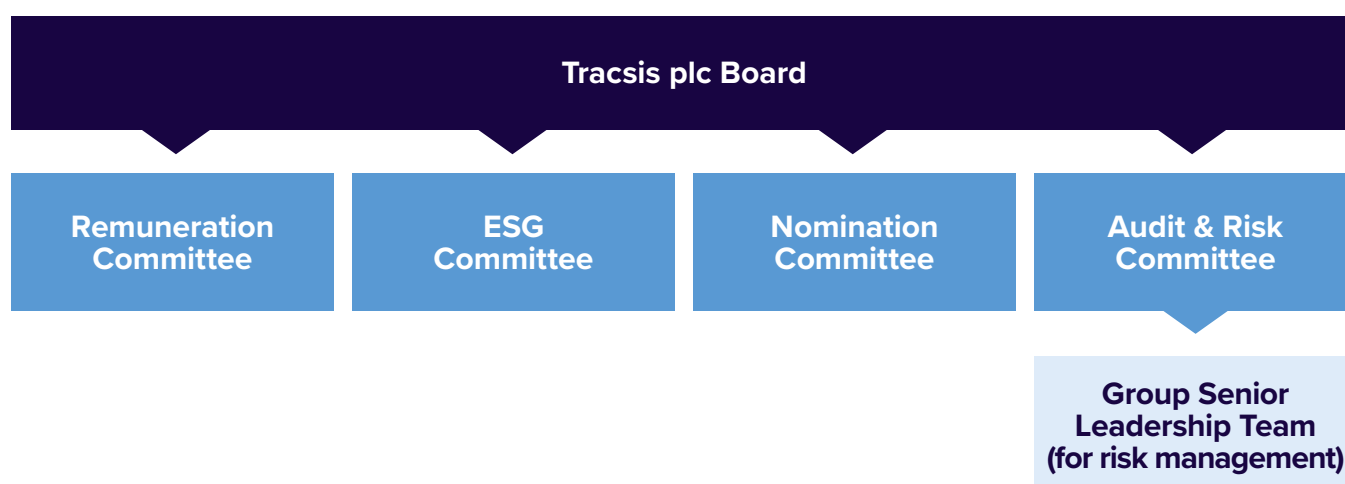 Tracsis plc Board
Remuneration
Committee
ESG
Committee
Nomination
Committee
Audit & Risk
Committee
Group Senior
Leadership Team
(for risk management)